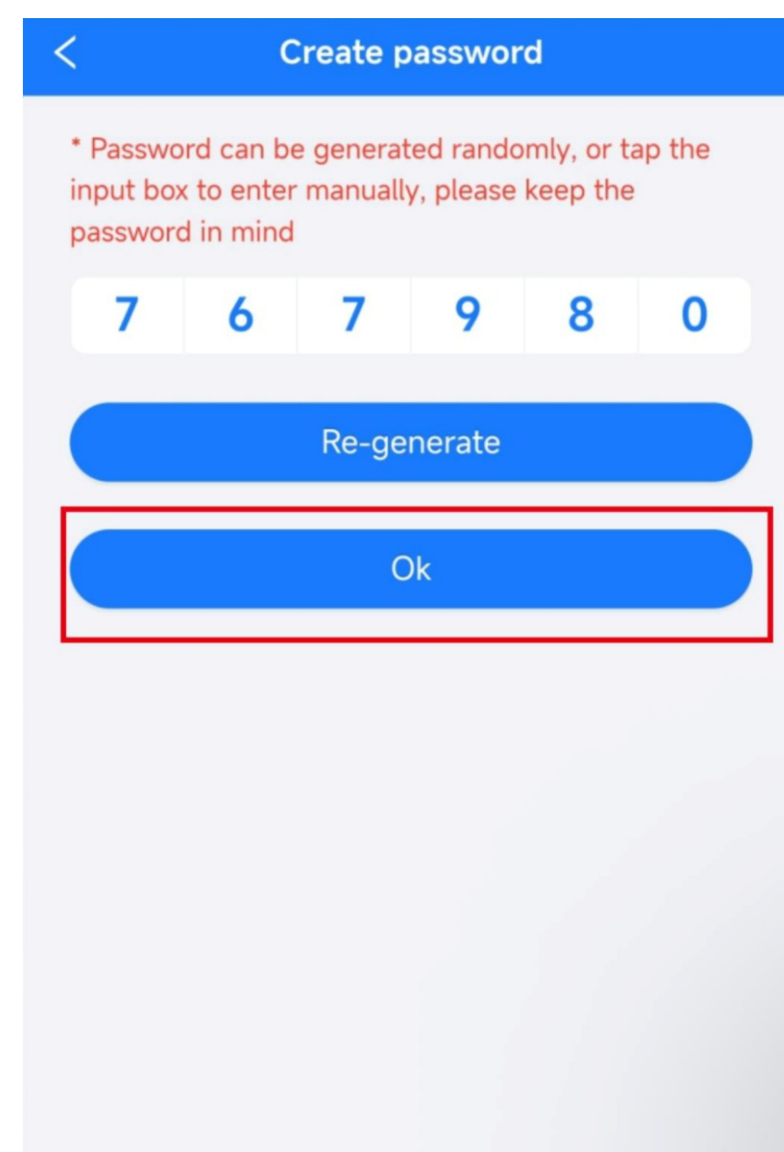 Create password
* Password can be generated randomly, or tap the
input box to enter manually, please keep the
password in mind
7 6 7 9 8 0
Re-generate
Ok